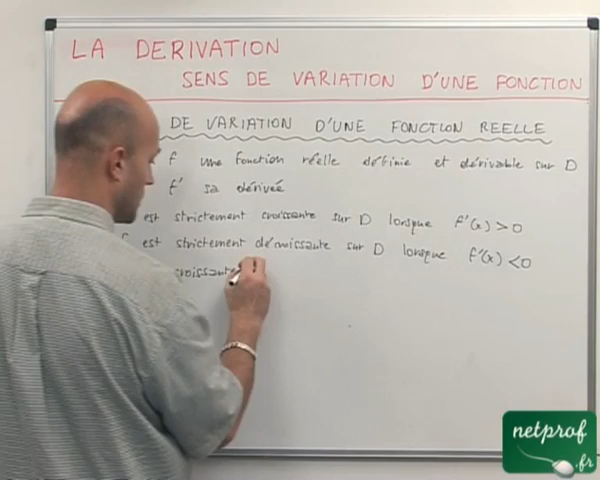 LA DERIVATION
SENS DE VARIATION D'UNE FONCTION
DE VARIATION D'UNE FONCTION REELLE
f une fonction réelle définie et dérivable sur D
f' sa dérivée
est strictement croissante sur D lorsque f'(x) > 0
est strictement décroissante sur D lorsque f'(x) < 0
croissante
netprof
.fr